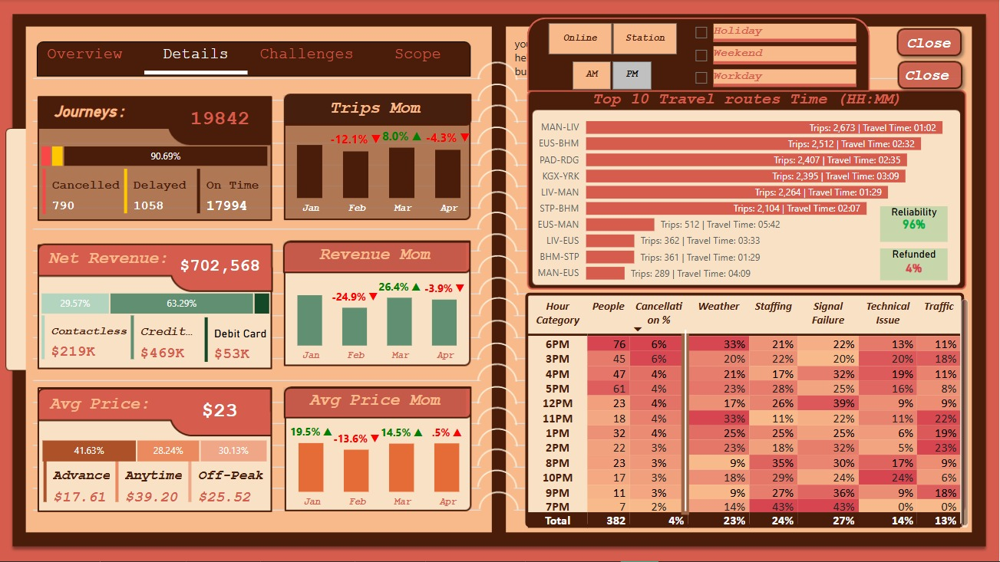 Overview Details Challenges Scope
Journeys: 19842
90.69%
Cancelled Delayed On Time
790 1058 17994
Trips Mom
-12.1% ▼ 8.0% ▲ -4.3% ▼
Jan Feb Mar Apr
Net Revenue: $702,568
29.57% 63.29%
Contactless Credit... Debit Card
$219K $469K $53K
Revenue Mom
-24.9% ▼ 26.4% ▲ -3.9% ▼
Jan Feb Mar Apr
Avg Price: $23
41.63% 28.24% 30.13%
Advance Anytime Off-Peak
$17.61 $39.20 $25.52
Avg Price Mom
19.5% ▲ -13.6% ▼ 14.5% ▲ .5% ▲
Jan Feb Mar Apr
Online Station
AM PM
Holiday
Weekend
Workday
Close
Close
Top 10 Travel routes Time (HH:MM)
MAN-LIV Trips: 2,673 | Travel Time: 01:02
EUS-BHM Trips: 2,512 | Travel Time: 02:32
PAD-RDG Trips: 2,407 | Travel Time: 02:35
KGX-YRK Trips: 2,395 | Travel Time: 03:09
LIV-MAN Trips: 2,264 | Travel Time: 01:29
STP-BHM Trips: 2,104 | Travel Time: 02:07
EUS-MAN Trips: 512 | Travel Time: 05:42
LIV-EUS Trips: 362 | Travel Time: 03:33
BHM-STP Trips: 361 | Travel Time: 01:29
MAN-EUS Trips: 289 | Travel Time: 04:09
Reliability
96%
Refunded
4%
Hour People Cancellati Weather Staffing Signal Technical Traffic
Category on % Failure Issue
6PM 76 6% 33% 21% 22% 13% 11%
3PM 45 6% 20% 22% 20% 20% 18%
4PM 47 4% 21% 17% 32% 19% 11%
5PM 61 4% 23% 28% 25% 16% 8%
12PM 23 4% 17% 26% 39% 9% 9%
11PM 18 4% 33% 11% 22% 11% 22%
1PM 32 4% 25% 25% 25% 6% 19%
2PM 22 3% 23% 18% 32% 5% 23%
8PM 23 3% 9% 35% 30% 17% 9%
10PM 17 3% 18% 29% 24% 24% 6%
9PM 11 3% 9% 27% 36% 9% 18%
7PM 7 2% 14% 43% 43% 0% 0%
Total 382 4% 23% 24% 27% 14% 13%